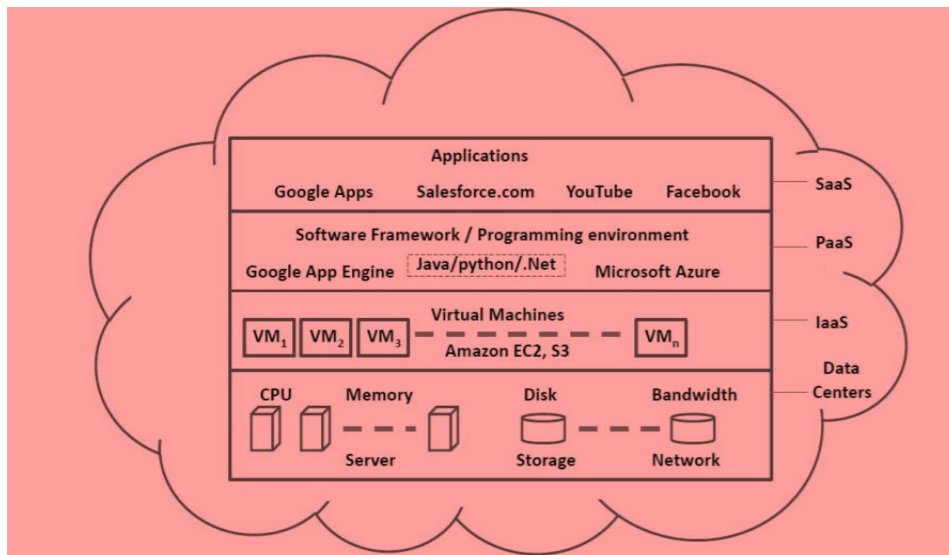 Applications
Google Apps Salesforce.com YouTube Facebook
SaaS
Software Framework / Programming environment
PaaS
Google App Engine Java/python/.Net Microsoft Azure
Virtual Machines
VM1 VM2 VM3 VMn
IaaS
Amazon EC2, S3
Data
Centers
CPU Memory Disk Bandwidth
Server Storage Network